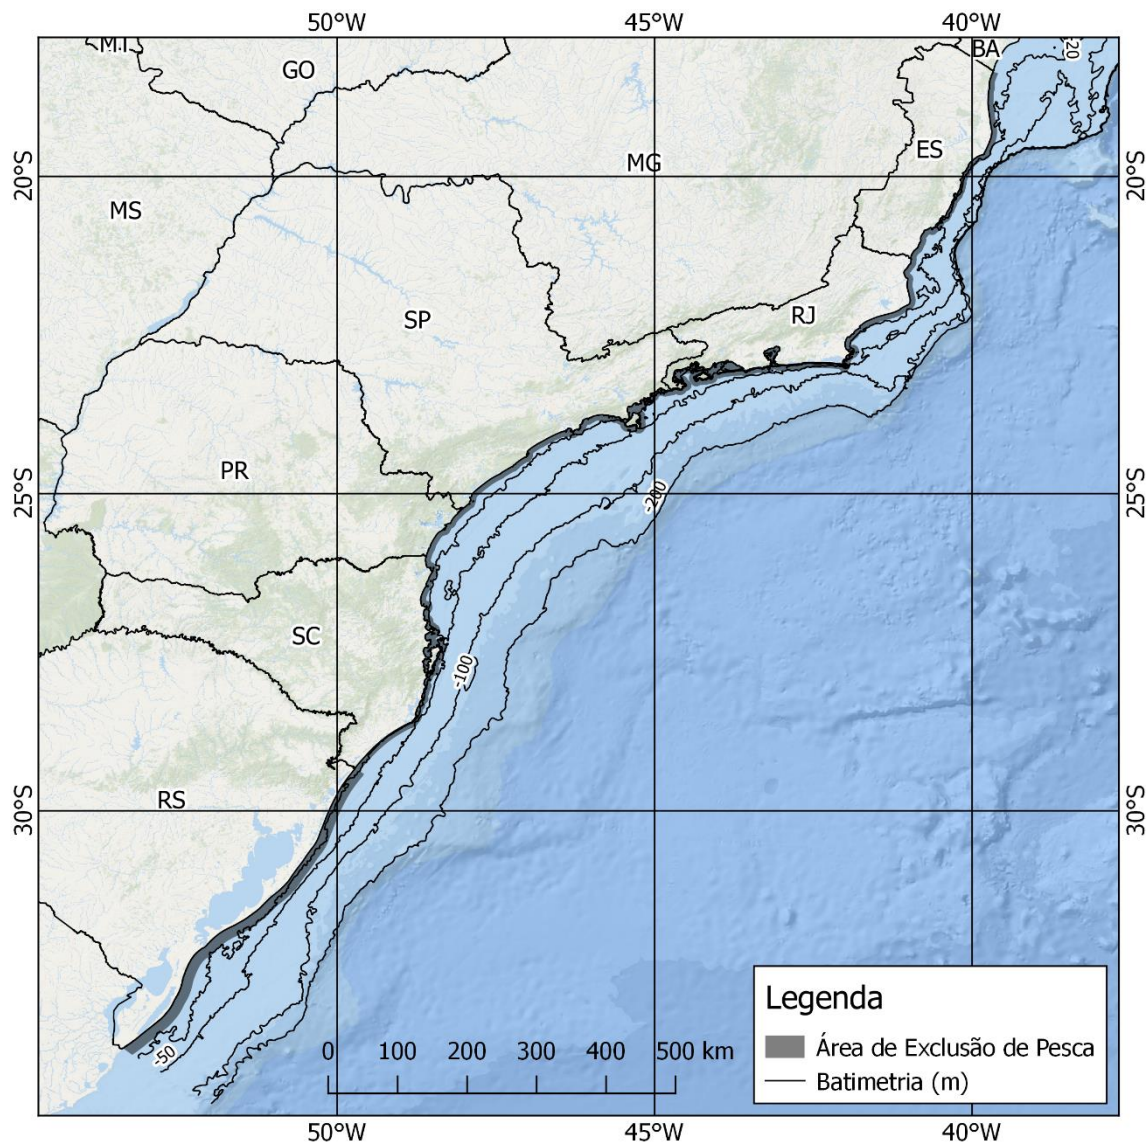 50°W 45°W 40°W
MT
GO
BA
-20
20°S
MG
ES
20°S
MS
SP
RJ
PR
25°S
-200
25°S
SC
-100
RS
30°S
30°S
Legenda
Área de Exclusão de Pesca
Batimetria (m)
-50
0 100 200 300 400 500 km
50°W 45°W 40°W